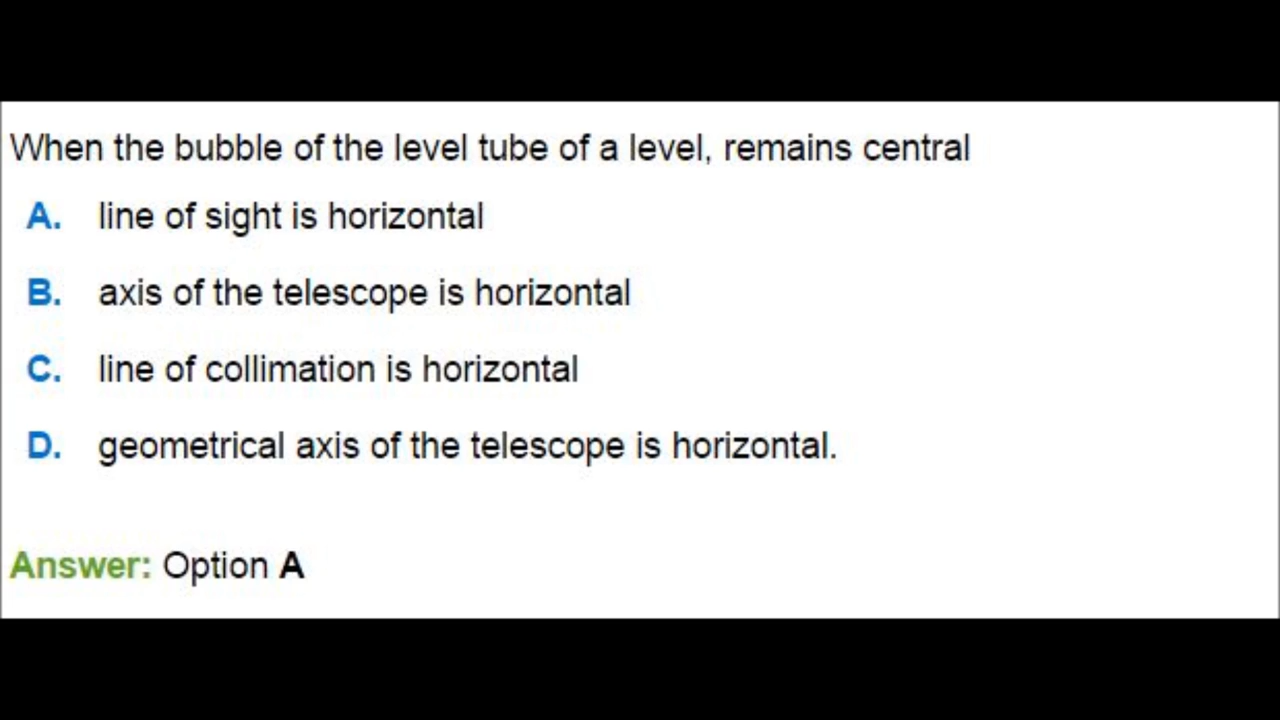 When the bubble of the level tube of a level, remains central
A. line of sight is horizontal
B. axis of the telescope is horizontal
C. line of collimation is horizontal
D. geometrical axis of the telescope is horizontal.
Answer: Option A